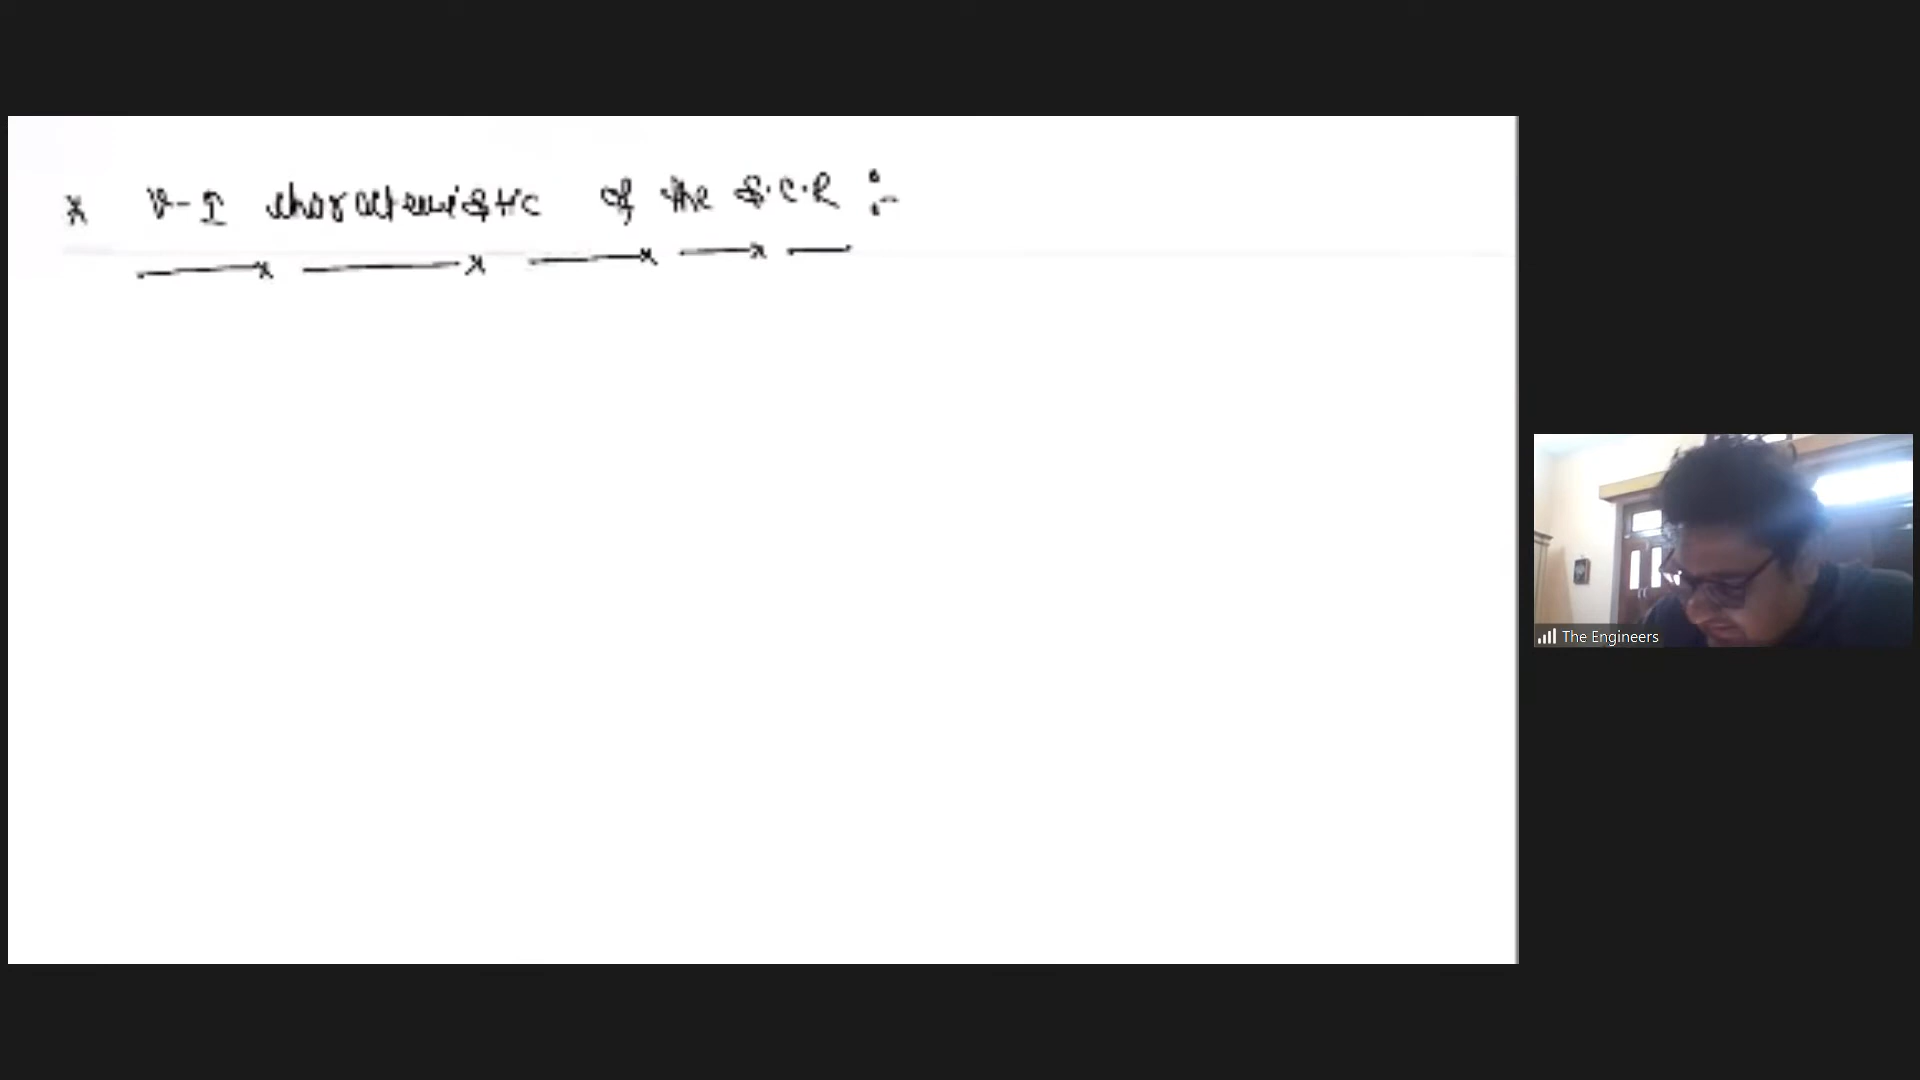 * V-I characteristic of the S.C.R :-
The Engineers